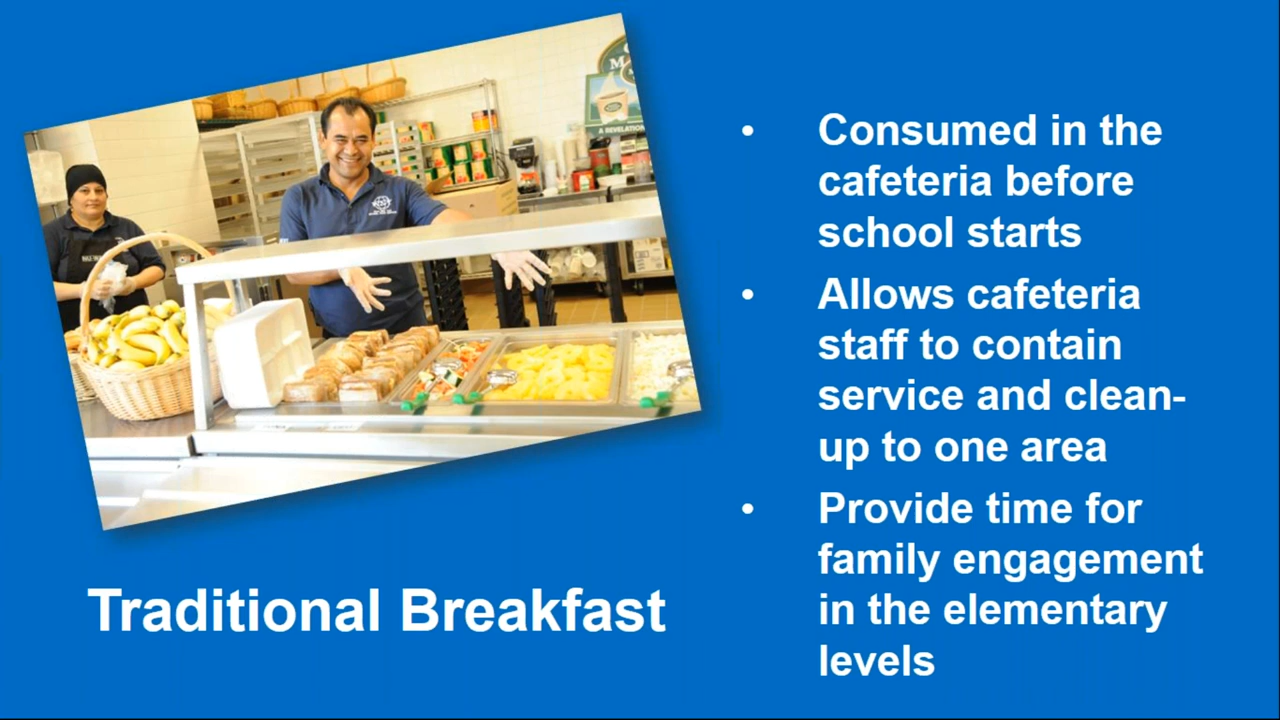 Traditional Breakfast
• Consumed in the
cafeteria before
school starts
• Allows cafeteria
staff to contain
service and clean-
up to one area
• Provide time for
family engagement
in the elementary
levels
A REVELATION